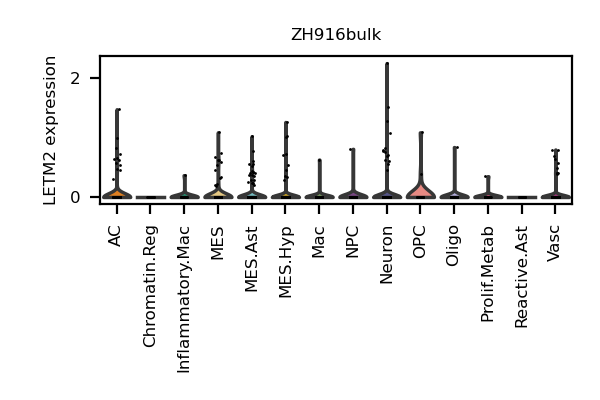 ZH916bulk
LETM2 expression
2
0
AC
Chromatin.Reg
Inflammatory.Mac
MES
MES.Ast
MES.Hyp
Mac
NPC
Neuron
OPC
Oligo
Prolif.Metab
Reactive.Ast
Vasc